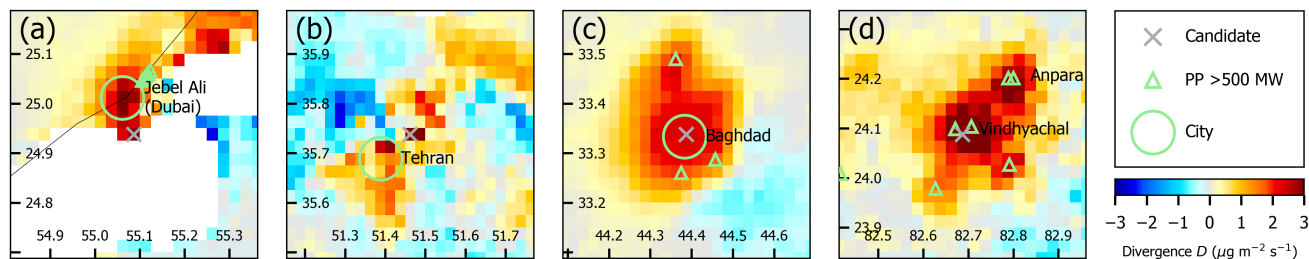 (a)
25.1
25.0
24.9
24.8
54.9 55.0 55.1 55.2 55.3
Jebel Ali
(Dubai)
(b)
35.9
35.8
35.7
35.6
51.3 51.4 51.5 51.6 51.7
Tehran
(c)
33.5
33.4
33.3
33.2
44.2 44.3 44.4 44.5 44.6
Baghdad
(d)
24.2
24.1
24.0
23.9
82.5 82.6 82.7 82.8 82.9
Anpara
Vindhyachal
Candidate
PP >500 MW
City
−3 −2 −1 0 1 2 3
Divergence D (μg m⁻² s⁻¹)